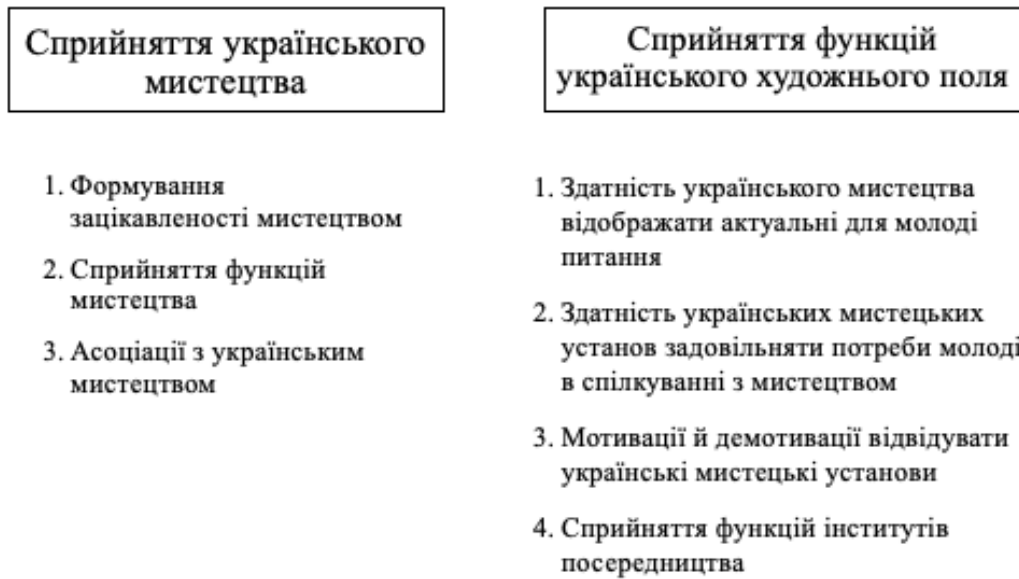 Сприйняття українського
мистецтва
1. Формування
зацікавленості мистецтвом
2. Сприйняття функцій
мистецтва
3. Асоціації з українським
мистецтвом
Сприйняття функцій
українського художнього поля
1. Здатність українського мистецтва
відображати актуальні для молоді
питання
2. Здатність українських мистецьких
установ задовільняти потреби молоді
в спілкуванні з мистецтвом
3. Мотивації й демотивації відвідувати
українські мистецькі установи
4. Сприйняття функцій інститутів
посередництва